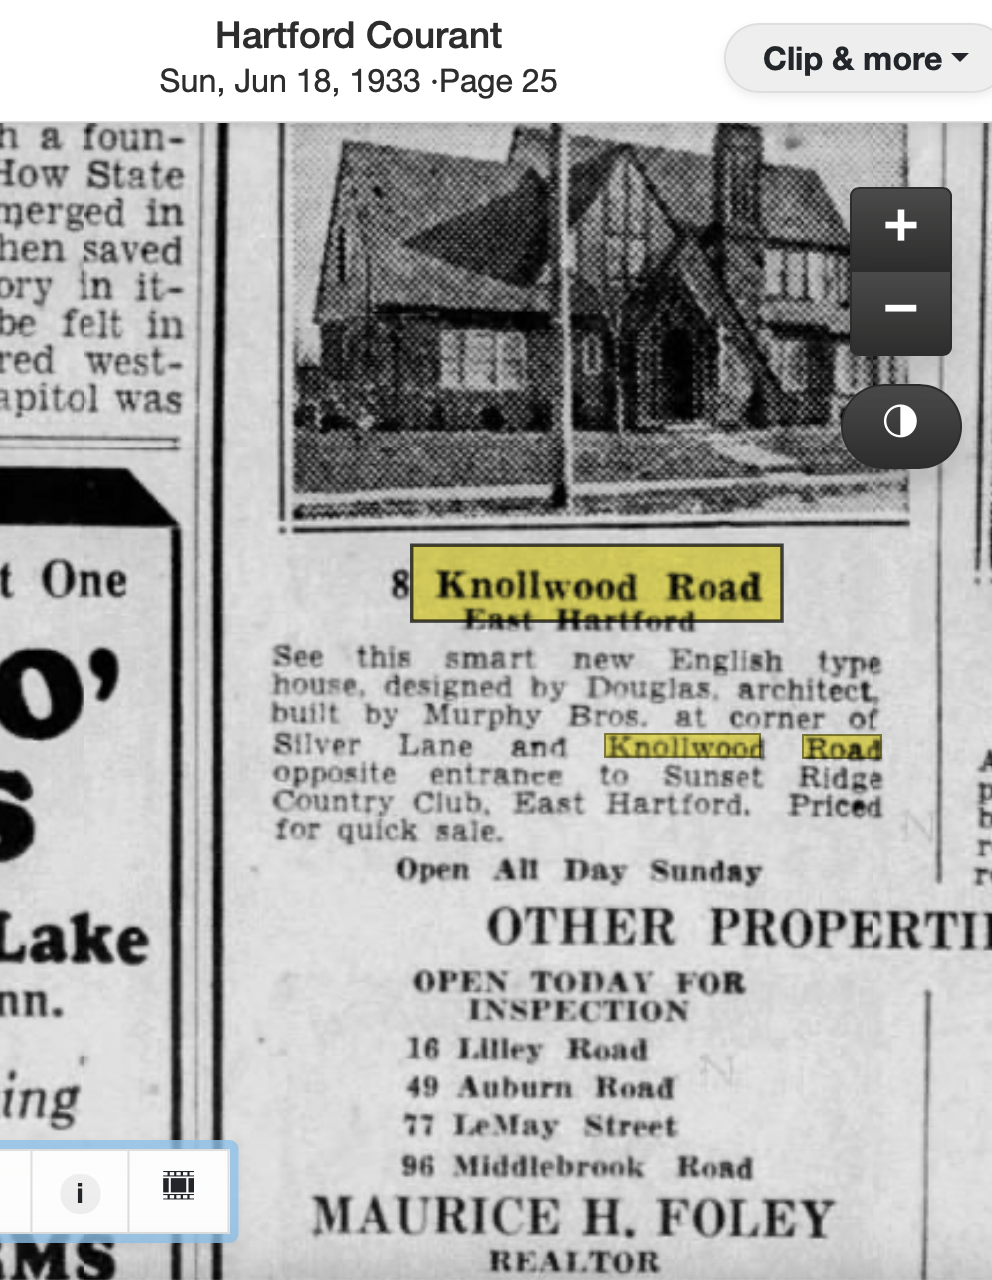 Hartford Courant
Sun, Jun 18, 1933 ·Page 25
Clip & more
h a foun-
How State
merged in
hen saved
ory in it-
be felt in
red west-
apitol was
t One
O’
S
Lake
nn.
ing
i
RMS
+
−
8 Knollwood Road
East Hartford
See this smart new English type
house, designed by Douglas, architect,
built by Murphy Bros. at corner of
Silver Lane and Knollwood Road
opposite entrance to Sunset Ridge
Country Club, East Hartford. Priced
for quick sale.
Open All Day Sunday
OTHER PROPERTI
OPEN TODAY FOR
INSPECTION
16 Lilley Road
49 Auburn Road
77 LeMay Street
96 Middlebrook Road
MAURICE H. FOLEY
REALTOR